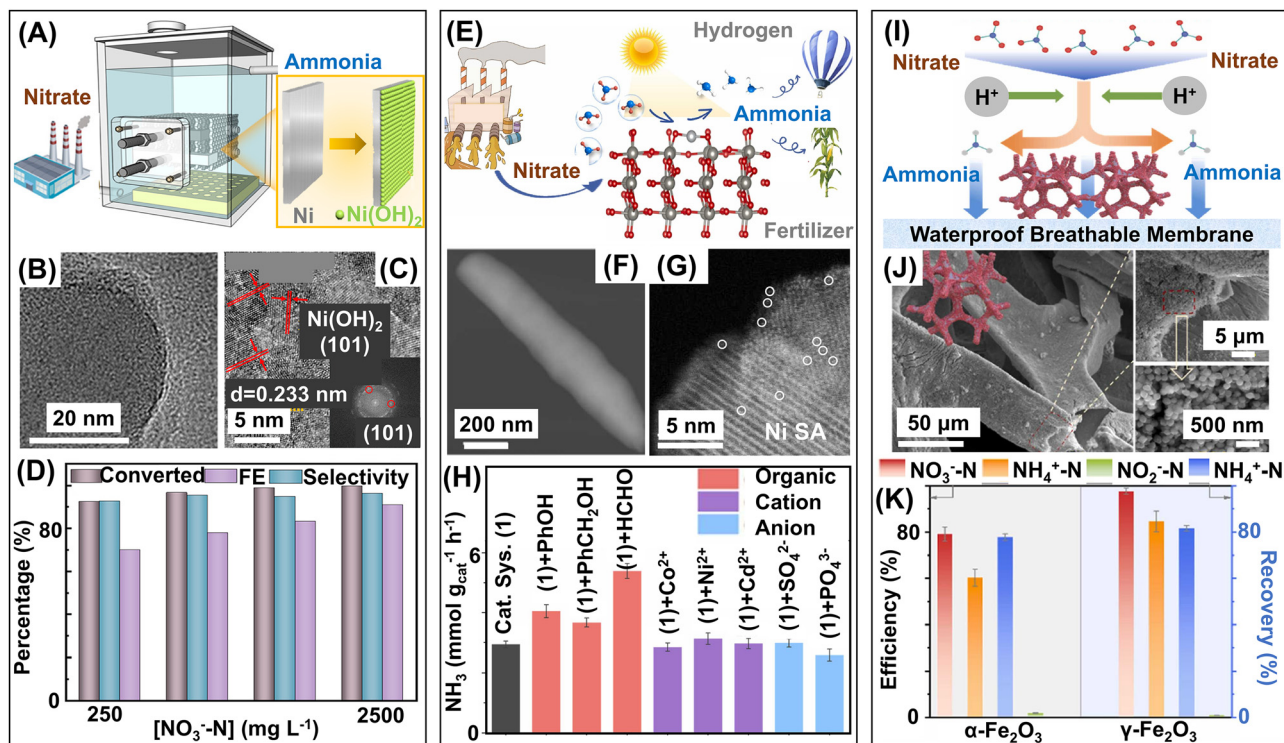 (A)
Ammonia
Nitrate
Ni
Ni(OH)₂
(B)
20 nm
(C)
Ni(OH)₂
(101)
d=0.233 nm
5 nm
(101)
(D)
Converted
FE
Selectivity
Percentage (%)
80
0
250
2500
[NO₃⁻-N] (mg L⁻¹)
(E)
Hydrogen
Ammonia
Nitrate
Fertilizer
(F)
200 nm
(G)
5 nm
Ni SA
(H)
Organic
Cation
Anion
NH₃ (mmol g_cat⁻¹ h⁻¹)
6
3
0
Cat. Sys. (1)
(1)+PhOH
(1)+PhCH₂OH
(1)+HCHO
(1)+Co²⁺
(1)+Ni²⁺
(1)+Cd²⁺
(1)+SO₄²⁻
(1)+PO₄³⁻
(I)
Nitrate
Nitrate
H⁺
H⁺
Ammonia
Ammonia
Waterproof Breathable Membrane
(J)
50 µm
5 µm
500 nm
NO₃⁻-N
NH₄⁺-N
NO₂⁻-N
NH₄⁺-N
(K)
Efficiency (%)
80
0
80
0
Recovery (%)
α-Fe₂O₃
γ-Fe₂O₃